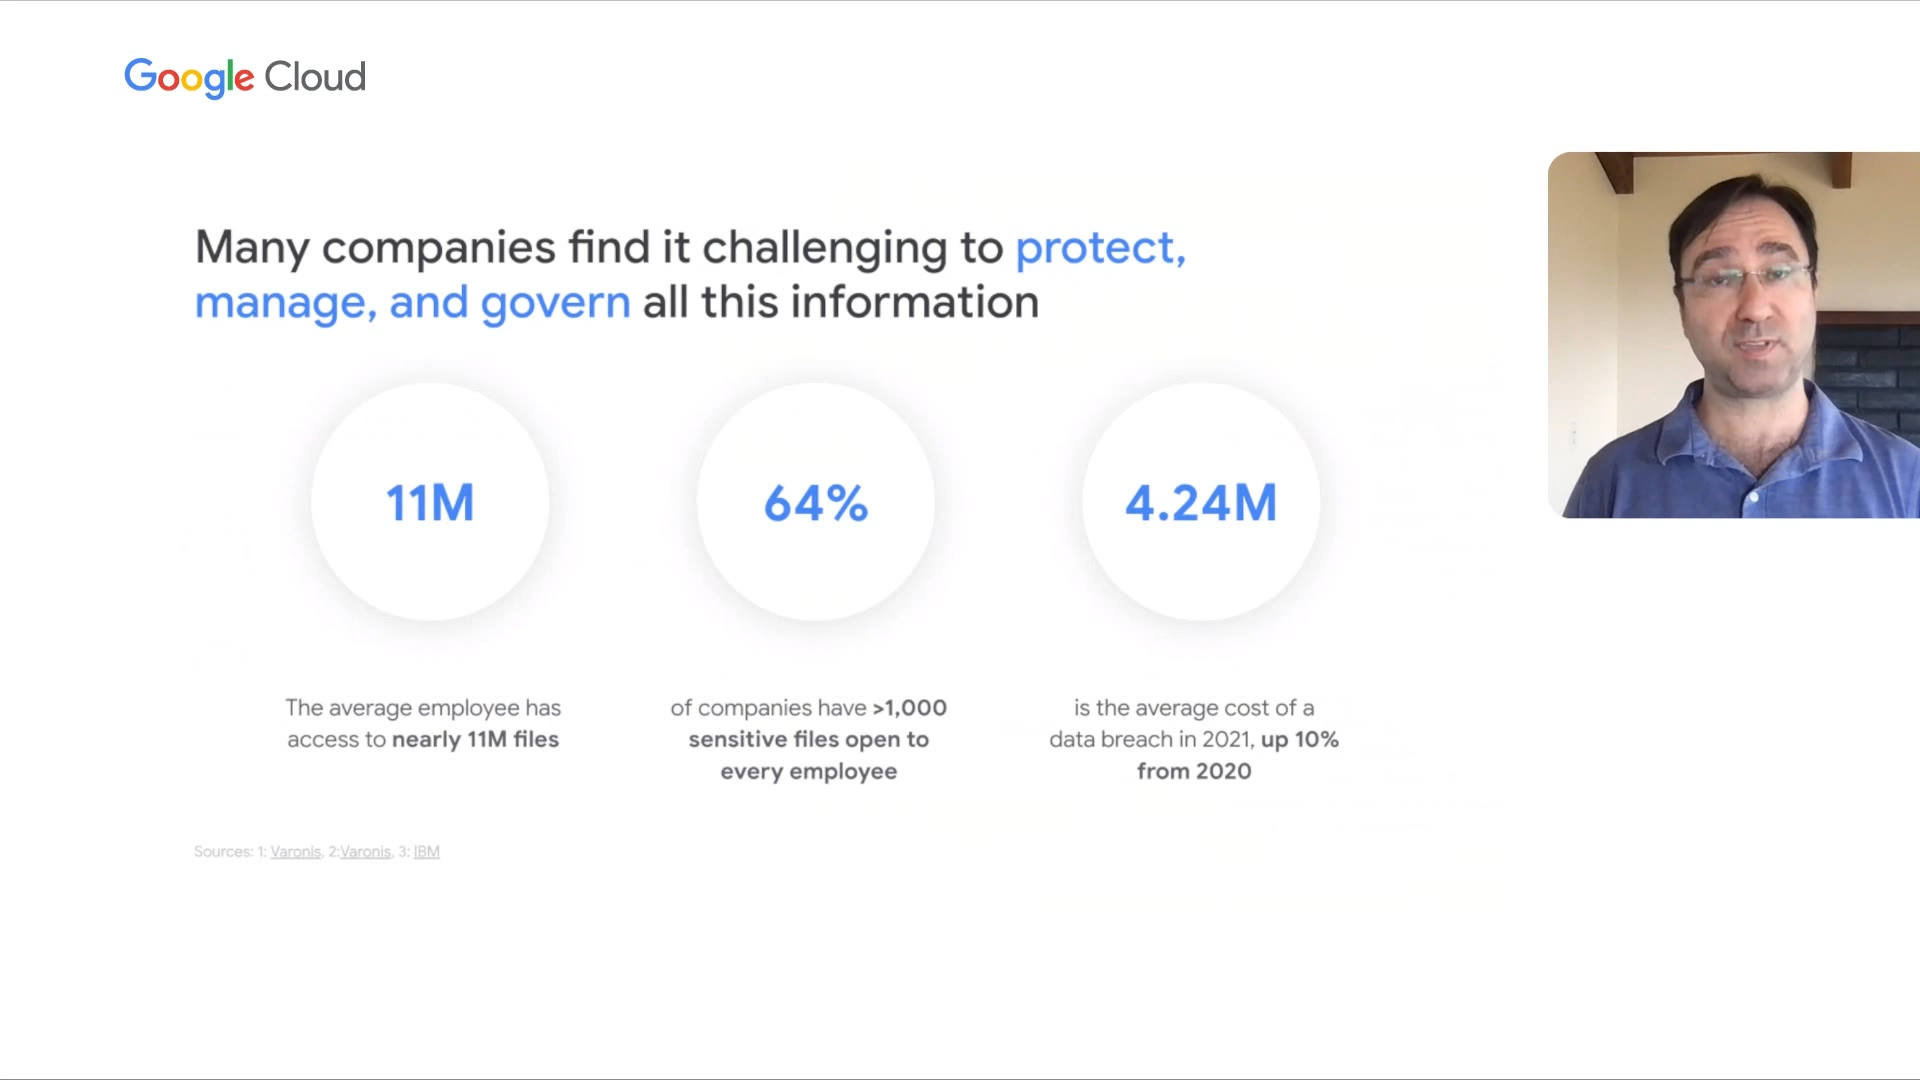 Google Cloud
Many companies find it challenging to protect,
manage, and govern all this information
11M
64%
4.24M
The average employee has
access to nearly 11M files
of companies have >1,000
sensitive files open to
every employee
is the average cost of a
data breach in 2021, up 10%
from 2020
Sources: 1: Varonis, 2:Varonis, 3: IBM